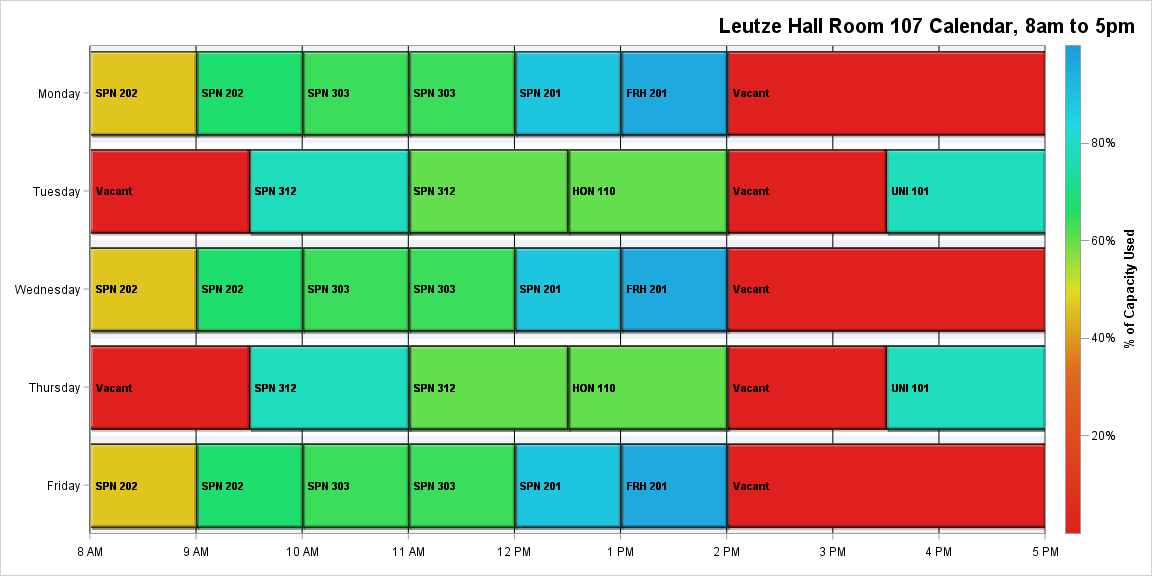 Leutze Hall Room 107 Calendar, 8am to 5pm
Monday
SPN 202
SPN 202
SPN 303
SPN 303
SPN 201
FRH 201
Vacant
Tuesday
Vacant
SPN 312
SPN 312
HON 110
Vacant
UNI 101
Wednesday
SPN 202
SPN 202
SPN 303
SPN 303
SPN 201
FRH 201
Vacant
Thursday
Vacant
SPN 312
SPN 312
HON 110
Vacant
UNI 101
Friday
SPN 202
SPN 202
SPN 303
SPN 303
SPN 201
FRH 201
Vacant
8 AM
9 AM
10 AM
11 AM
12 PM
1 PM
2 PM
3 PM
4 PM
5 PM
80%
60%
40%
20%
% of Capacity Used